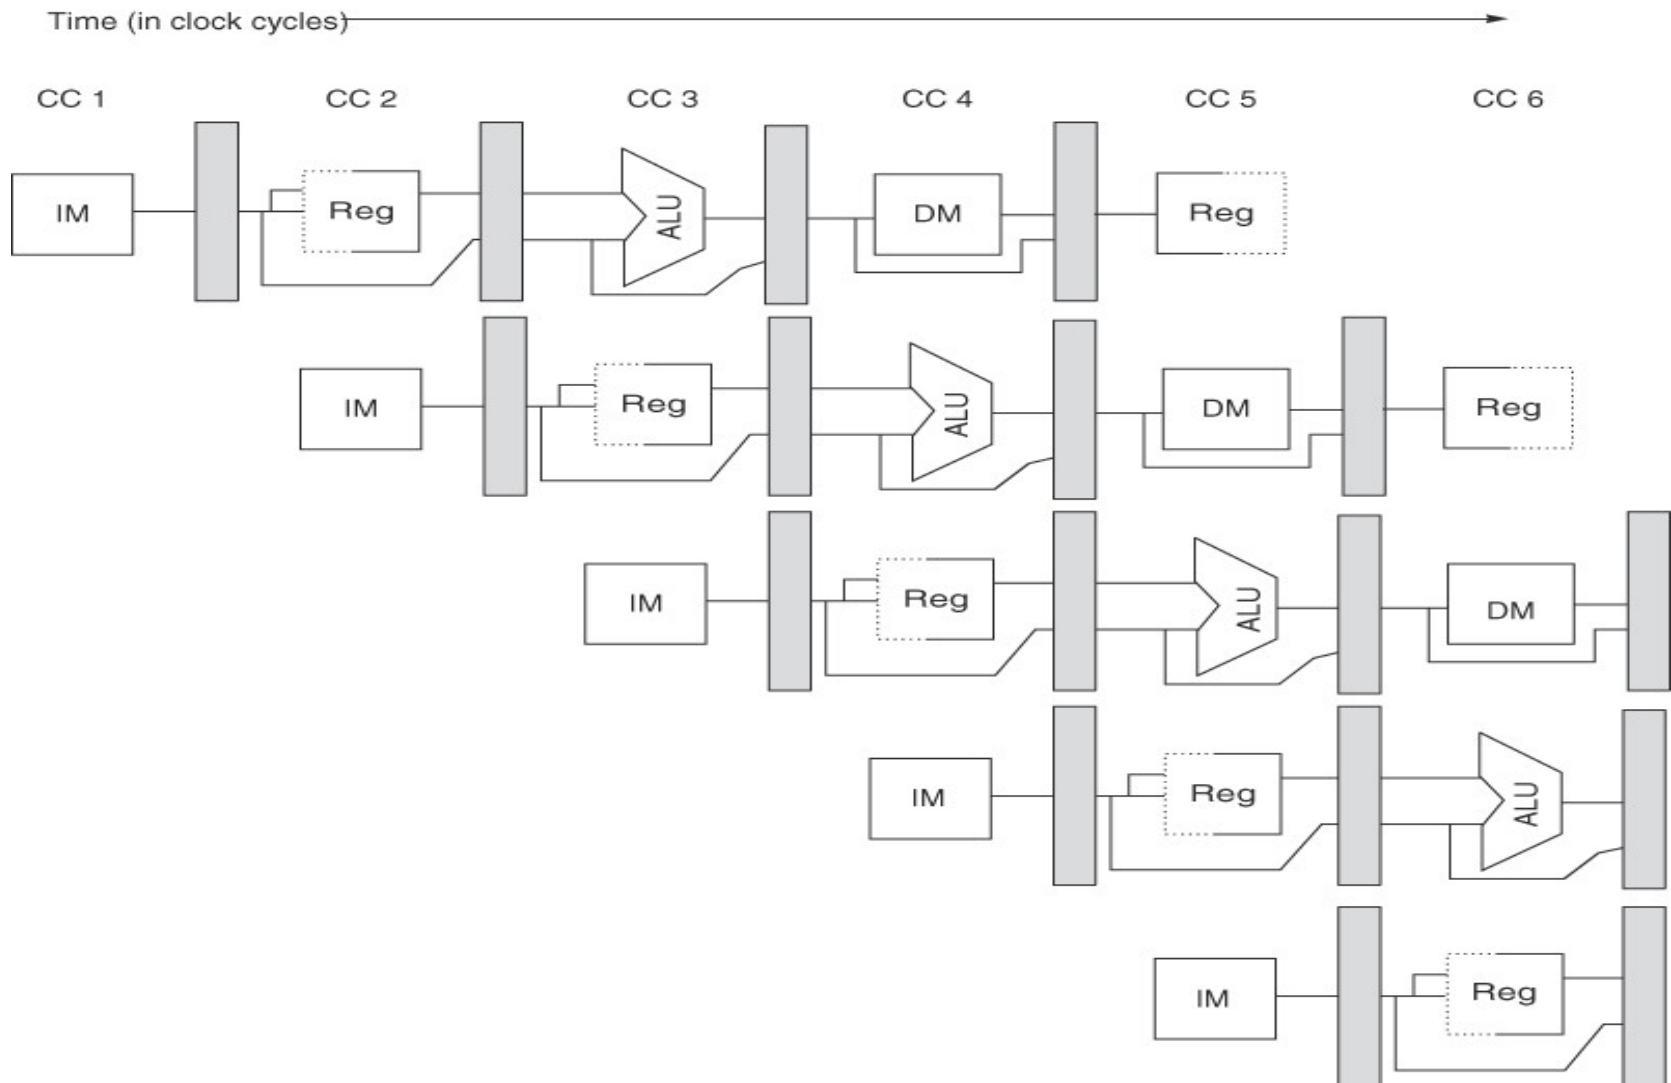 Time (in clock cycles)
CC 1 CC 2 CC 3 CC 4 CC 5 CC 6
IM Reg ALU DM Reg
IM Reg ALU DM Reg
IM Reg ALU DM
IM Reg ALU
IM Reg